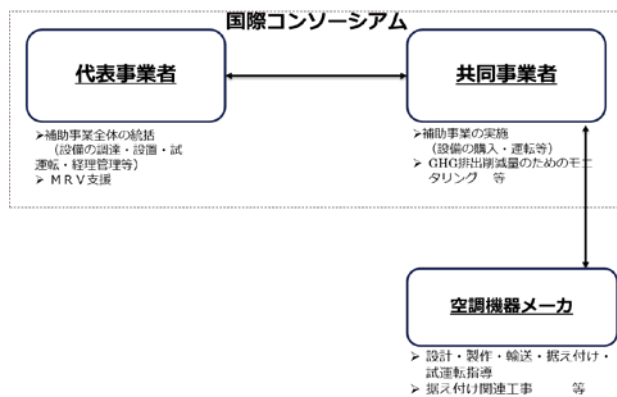 国際コンソーシアム
代表事業者
共同事業者
➢補助事業全体の統括
（設備の調達・設置・試
運転・経理管理等）
➢ ＭＲＶ支援
➢補助事業の実施
（設備の購入・運転等）
➢ GHG排出削減量のためのモニ
タリング　等
空調機器メーカ
➢ 設計・製作・輸送・据え付け・
試運転指導
➢ 据え付け関連工事　　等